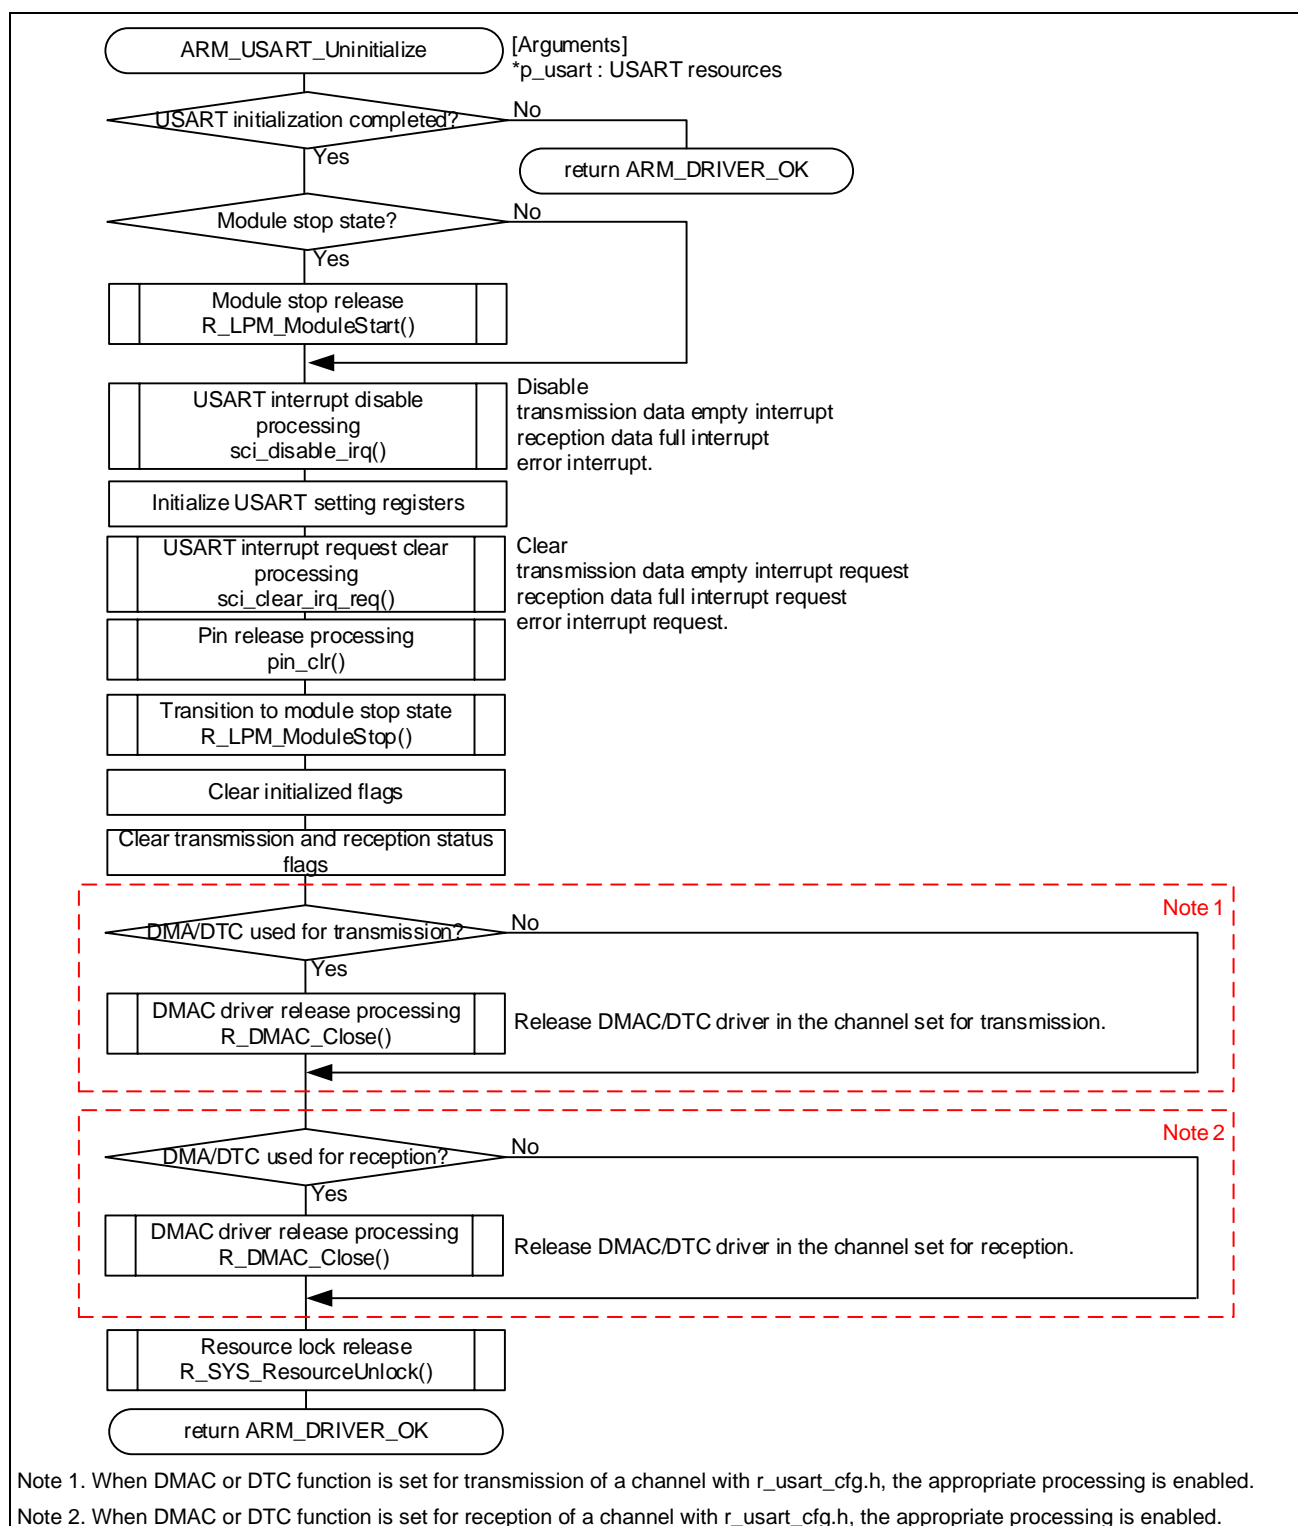 ARM_USART_Uninitialize
[Arguments]
*p_usart : USART resources
USART initialization completed?
No
Yes
return ARM_DRIVER_OK
Module stop state?
No
Yes
Module stop release
R_LPM_ModuleStart()
USART interrupt disable
processing
sci_disable_irq()
Disable
transmission data empty interrupt
reception data full interrupt
error interrupt.
Initialize USART setting registers
USART interrupt request clear
processing
sci_clear_irq_req()
Clear
transmission data empty interrupt request
reception data full interrupt request
error interrupt request.
Pin release processing
pin_clr()
Transition to module stop state
R_LPM_ModuleStop()
Clear initialized flags
Clear transmission and reception status
flags
Note 1
DMA/DTC used for transmission?
No
Yes
DMAC driver release processing
R_DMAC_Close()
Release DMAC/DTC driver in the channel set for transmission.
Note 2
DMA/DTC used for reception?
No
Yes
DMAC driver release processing
R_DMAC_Close()
Release DMAC/DTC driver in the channel set for reception.
Resource lock release
R_SYS_ResourceUnlock()
return ARM_DRIVER_OK
Note 1. When DMAC or DTC function is set for transmission of a channel with r_usart_cfg.h, the appropriate processing is enabled.
Note 2. When DMAC or DTC function is set for reception of a channel with r_usart_cfg.h, the appropriate processing is enabled.